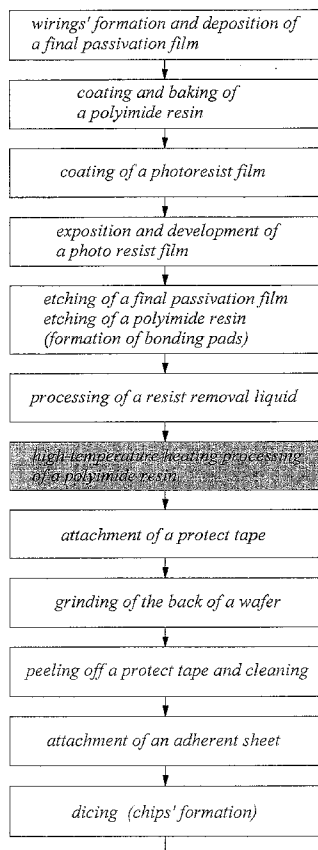 wirings' formation and deposition of
a final passivation film
coating and baking of
a polyimide resin
coating of a photoresist film
exposition and development of
a photo resist film
etching of a final passivation film
etching of a polyimide resin
(formation of bonding pads)
processing of a resist removal liquid
high-temperature heating processing
of a polyimide resin
attachment of a protect tape
grinding of the back of a wafer
peeling off a protect tape and cleaning
attachment of an adherent sheet
dicing (chips' formation)